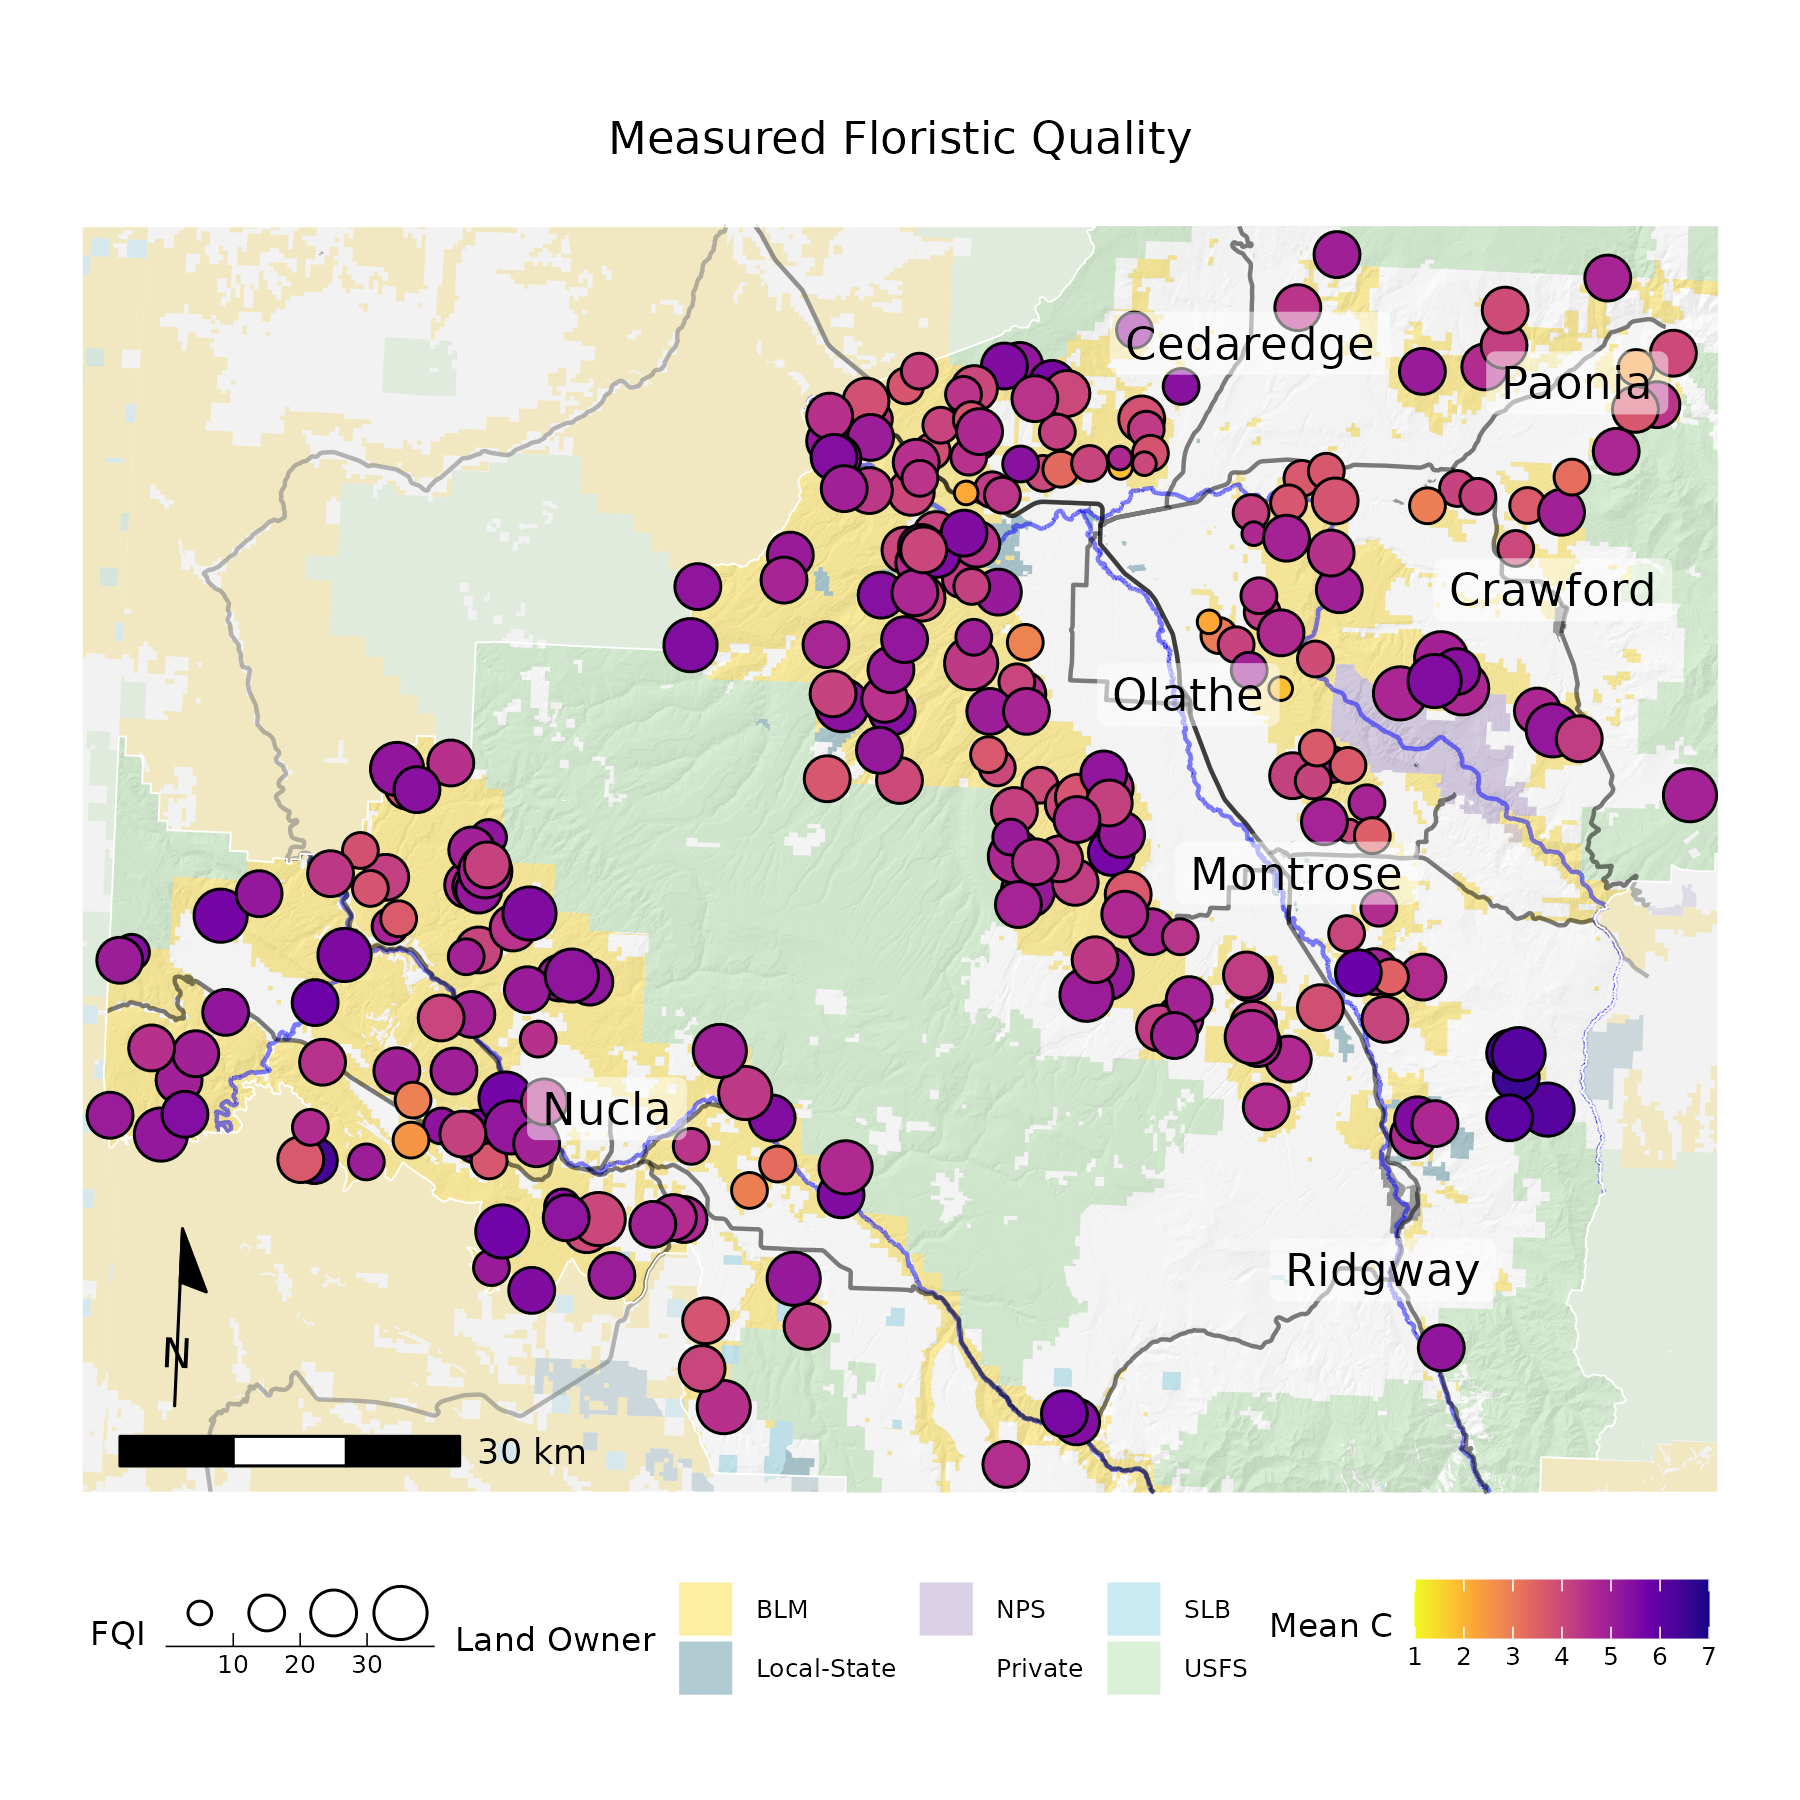 Measured Floristic Quality
Cedaredge
Paonia
Crawford
Olathe
Montrose
Nucla
Ridgway
N
30 km
FQI
10 20 30
Land Owner
BLM
Local-State
NPS
Private
SLB
USFS
Mean C
1 2 3 4 5 6 7